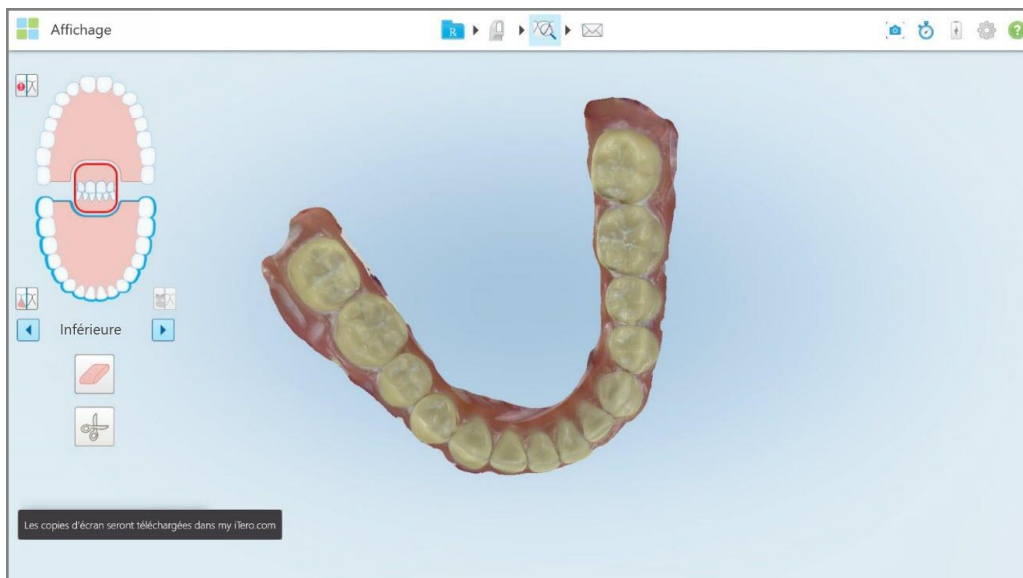 Affichage
R
?
Inférieure
Les copies d'écran seront téléchargées dans my iTero.com